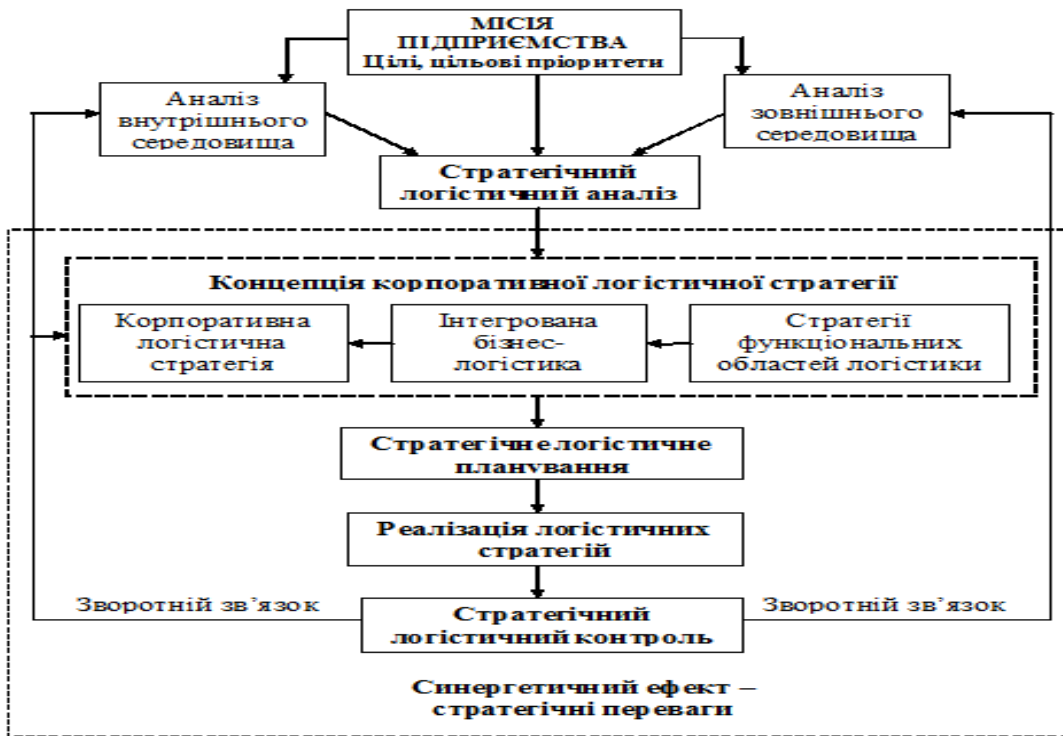 МІСІЯ
ПІДПРИЄМСТВА
Цілі, цільові пріоритети
Аналіз
внутрішнього
середовища
Аналіз
зовнішнього
середовища
Стратегічний
логістичний аналіз
Концепція корпоративної логістичної стратегії
Корпоративна
логістична
стратегія
Інтегрована
бізнес-
логістика
Стратегії
функціональних
областей логістики
Стратегічне логістичне
планування
Реалізація логістичних
стратегій
Зворотній зв’язок
Стратегічний
логістичний контроль
Зворотній зв’язок
Синергетичний ефект –
стратегічні переваги